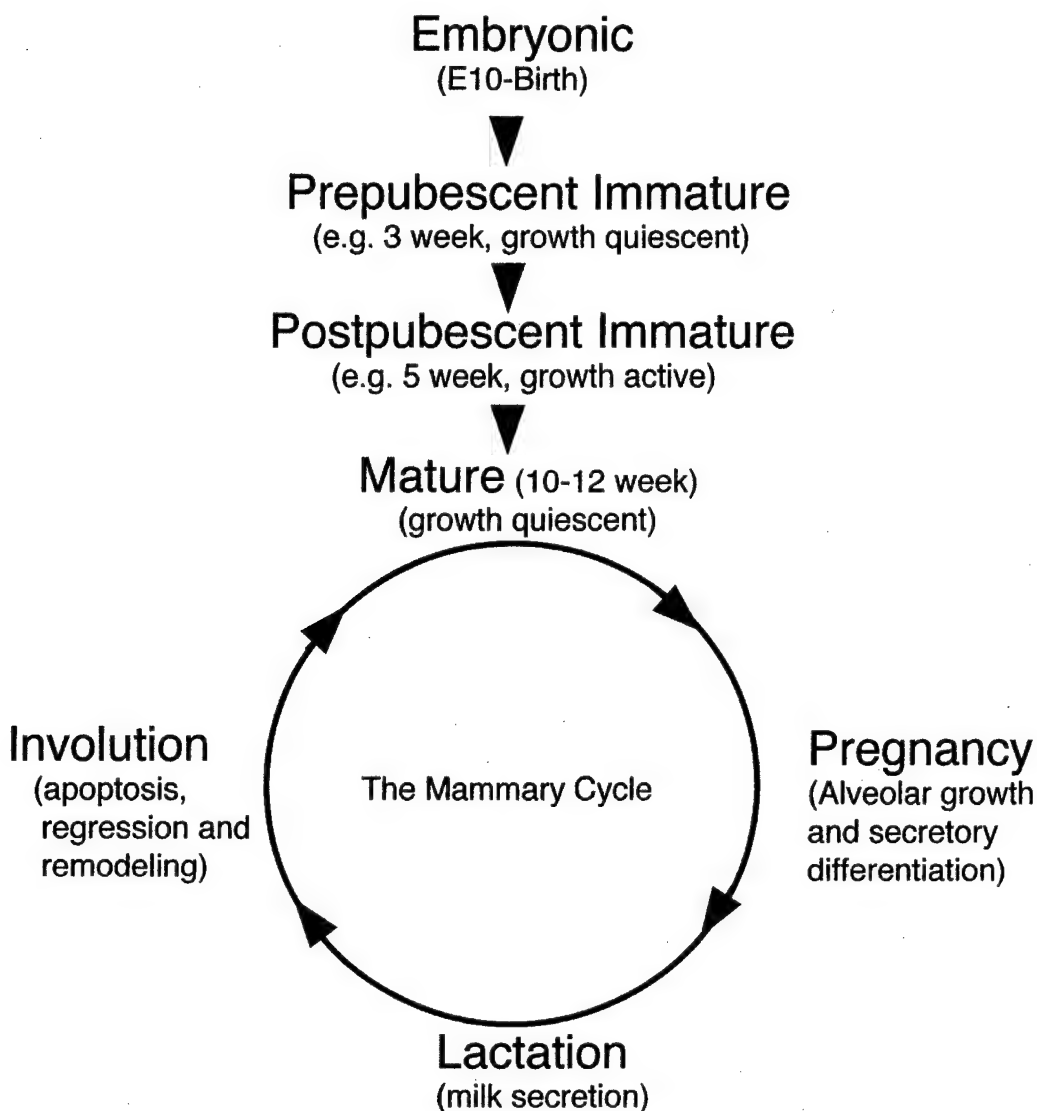 Embryonic
(E10-Birth)
Prepubescent Immature
(e.g. 3 week, growth quiescent)
Postpubescent Immature
(e.g. 5 week, growth active)
Mature (10-12 week)
(growth quiescent)
Involution
(apoptosis,
regression and
remodeling)
The Mammary Cycle
Pregnancy
(Alveolar growth
and secretory
differentiation)
Lactation
(milk secretion)